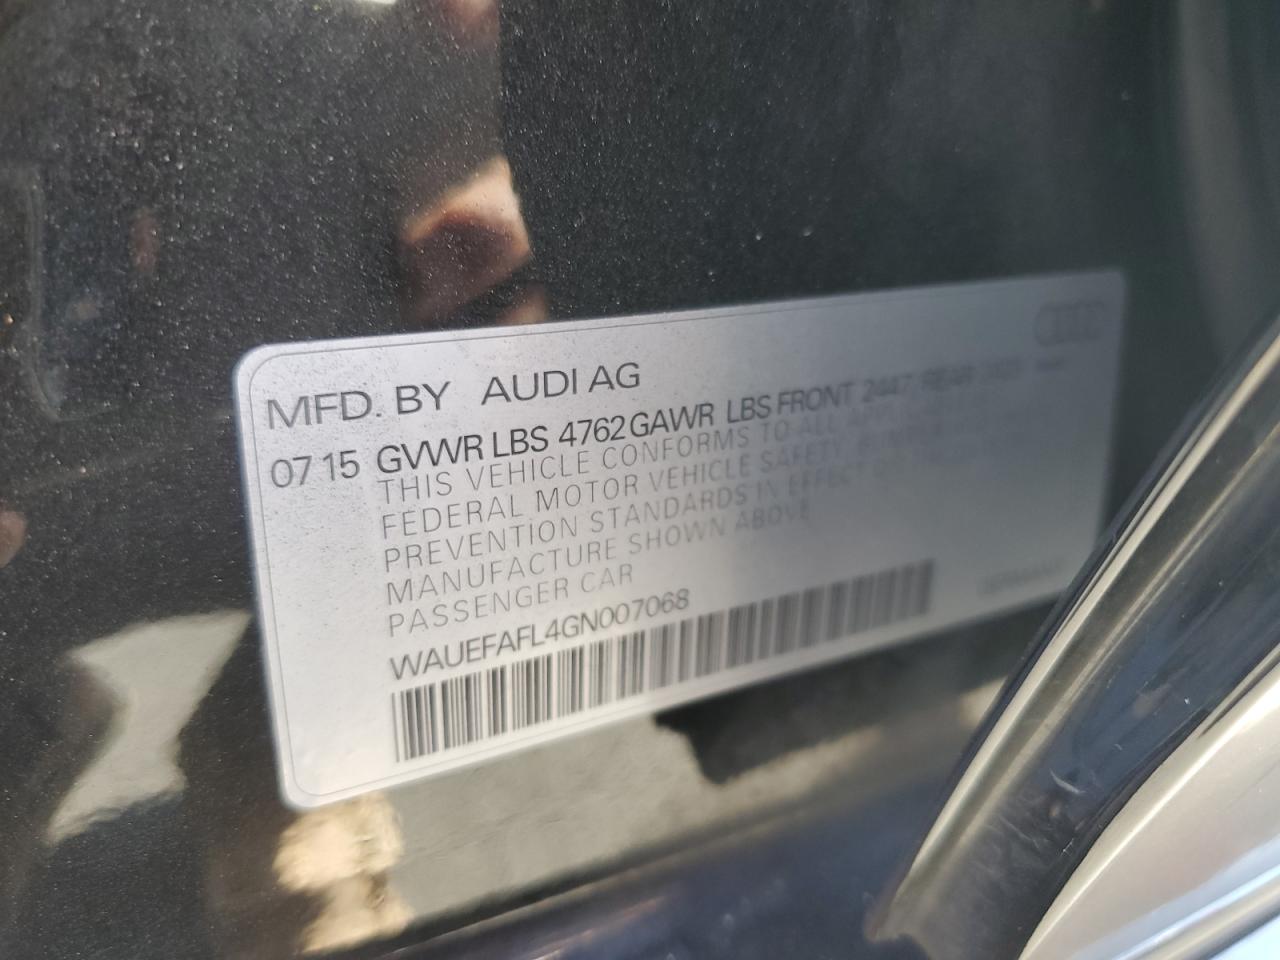 MFD. BY AUDI AG
07 15 GVWR LBS 4762 GAWR LBS FRONT 2447 REAR
THIS VEHICLE CONFORMS TO ALL
FEDERAL MOTOR VEHICLE SAFETY
PREVENTION STANDARDS IN EFFECT
MANUFACTURE SHOWN ABOVE
PASSENGER CAR
WAUEFAFL4GN007068